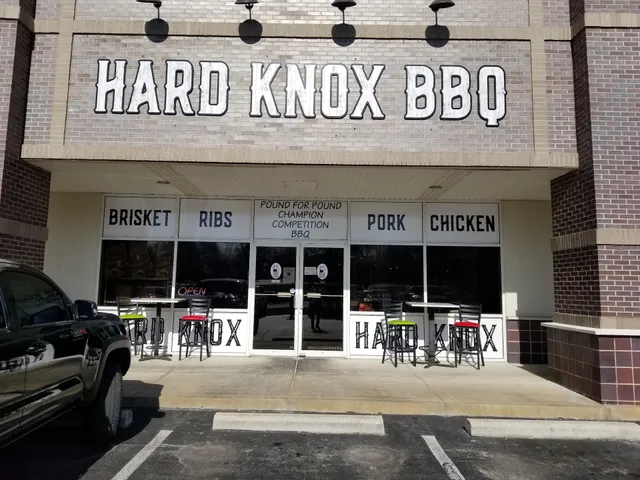 HARD KNOX BBQ
BRISKET
RIBS
POUND FOR POUND
CHAMPION
COMPETITION
BBQ
PORK
CHICKEN
OPEN
HARD KNOX
HARD KNOX